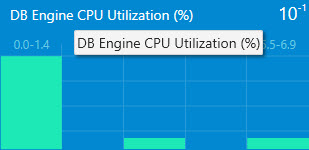 DB Engine CPU Utilization (%)
10-1
0.0-1.4
DB Engine CPU Utilization (%)
.5-6.9